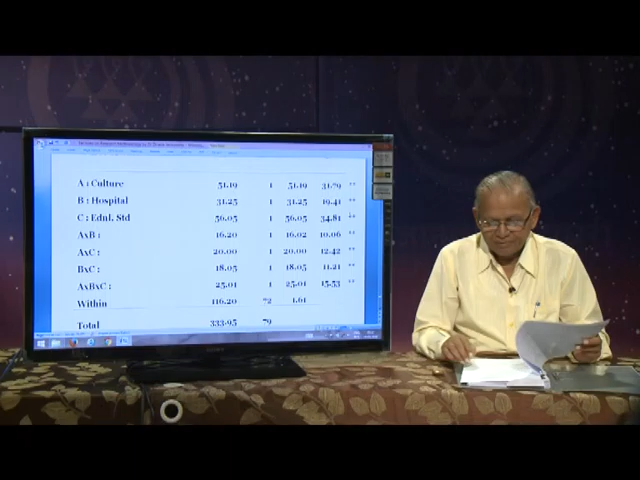 A : Culture 51.19 1 51.19 31.79 **
B : Hospital 31.25 1 31.25 19.41 **
C : Ednl. Std 56.05 1 56.05 34.81 **
AxB : 16.20 1 16.02 10.06 **
AxC : 20.00 1 20.00 12.42 **
BxC : 18.05 1 18.05 11.21 **
AxBxC : 25.01 1 25.01 15.53 **
Within 116.20 72 1.61
Total 333.95 79